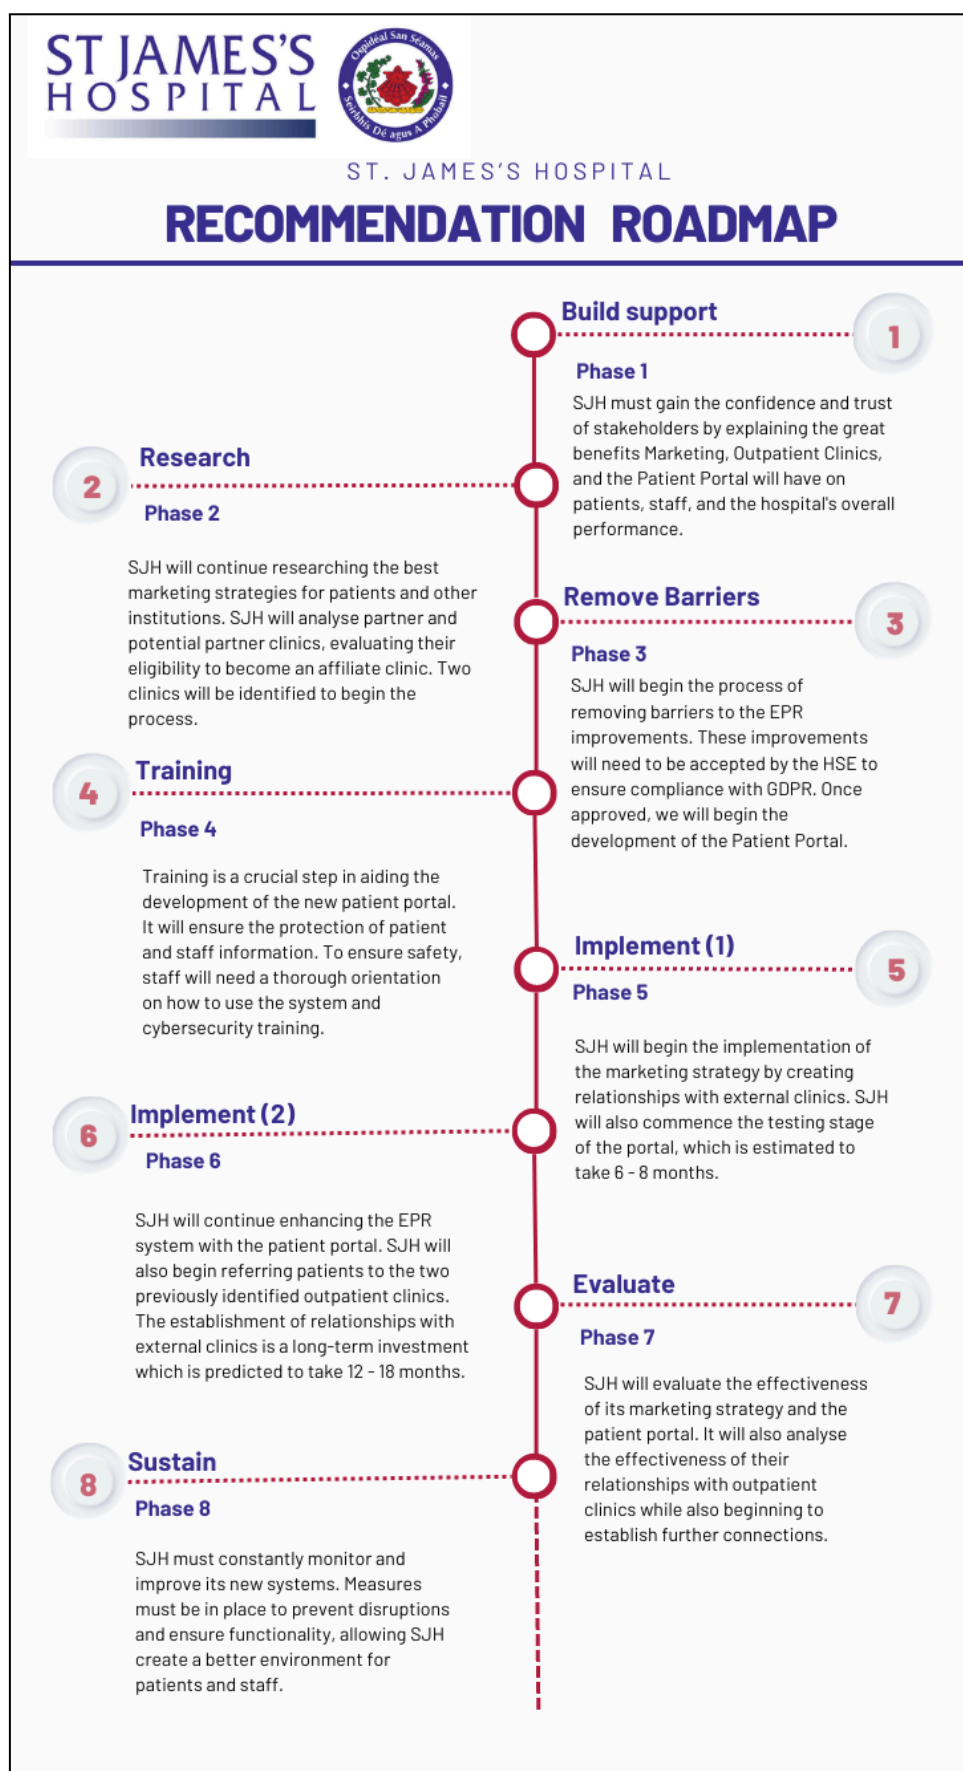 ST JAMES'S
HOSPITAL
Ospidéal San Séamas
Seirbhís Dé agus A Phobail
ST. JAMES'S HOSPITAL
RECOMMENDATION ROADMAP
Build support
1
Phase 1
SJH must gain the confidence and trust
of stakeholders by explaining the great
benefits Marketing, Outpatient Clinics,
and the Patient Portal will have on
patients, staff, and the hospital's overall
performance.
Research
2
Phase 2
SJH will continue researching the best
marketing strategies for patients and other
institutions. SJH will analyse partner and
potential partner clinics, evaluating their
eligibility to become an affiliate clinic. Two
clinics will be identified to begin the
process.
Remove Barriers
3
Phase 3
SJH will begin the process of
removing barriers to the EPR
improvements. These improvements
will need to be accepted by the HSE to
ensure compliance with GDPR. Once
approved, we will begin the
development of the Patient Portal.
Training
4
Phase 4
Training is a crucial step in aiding the
development of the new patient portal.
It will ensure the protection of patient
and staff information. To ensure safety,
staff will need a thorough orientation
on how to use the system and
cybersecurity training.
Implement (1)
5
Phase 5
SJH will begin the implementation of
the marketing strategy by creating
relationships with external clinics. SJH
will also commence the testing stage
of the portal, which is estimated to
take 6 - 8 months.
Implement (2)
6
Phase 6
SJH will continue enhancing the EPR
system with the patient portal. SJH will
also begin referring patients to the two
previously identified outpatient clinics.
The establishment of relationships with
external clinics is a long-term investment
which is predicted to take 12 - 18 months.
Evaluate
7
Phase 7
SJH will evaluate the effectiveness
of its marketing strategy and the
patient portal. It will also analyse
the effectiveness of their
relationships with outpatient
clinics while also beginning to
establish further connections.
Sustain
8
Phase 8
SJH must constantly monitor and
improve its new systems. Measures
must be in place to prevent disruptions
and ensure functionality, allowing SJH
create a better environment for
patients and staff.